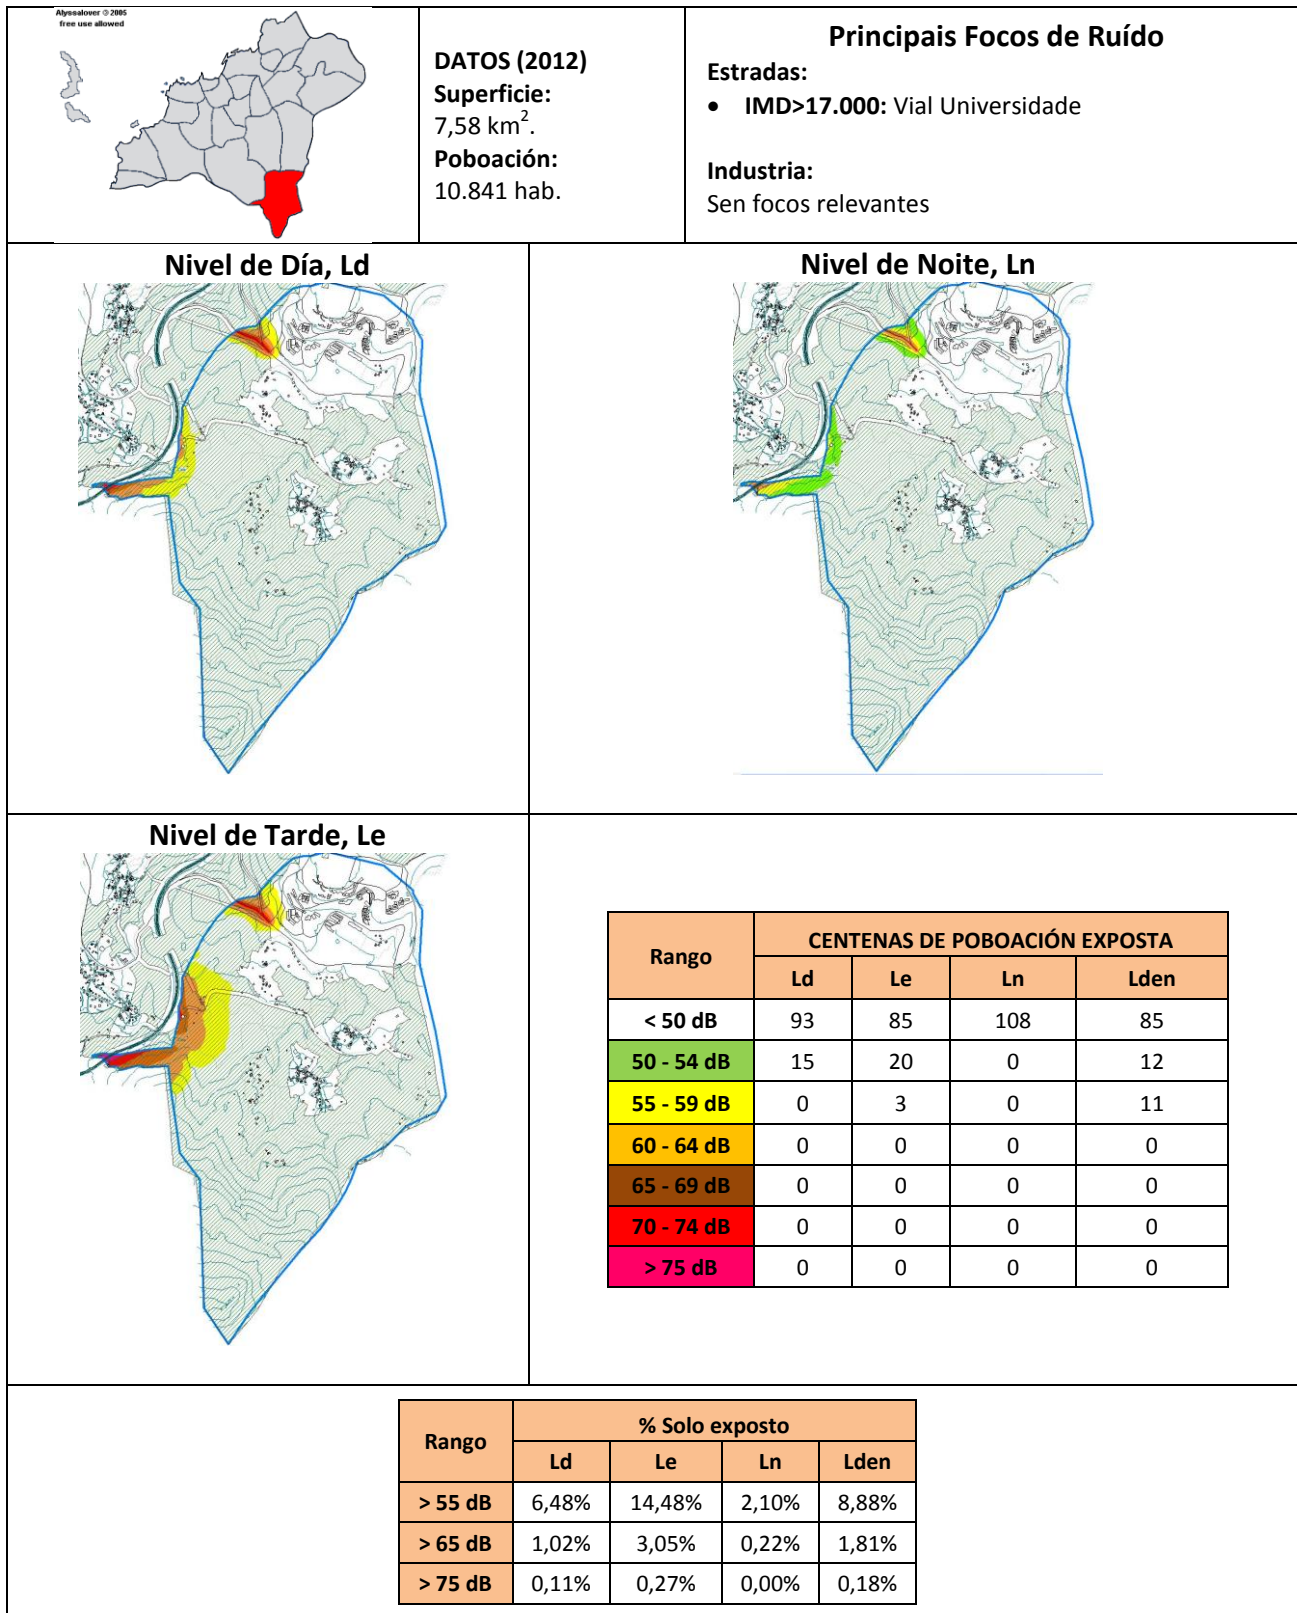 Alyssalover © 2005
free use allowed
DATOS (2012)
Superficie:
7,58 km².
Poboación:
10.841 hab.
Principais Focos de Ruído
Estradas:
• IMD>17.000: Vial Universidade
Industria:
Sen focos relevantes
Nivel de Día, Ld
Nivel de Noite, Ln
Nivel de Tarde, Le
Rango CENTENAS DE POBOACIÓN EXPOSTA
Ld Le Ln Lden
< 50 dB 93 85 108 85
50 - 54 dB 15 20 0 12
55 - 59 dB 0 3 0 11
60 - 64 dB 0 0 0 0
65 - 69 dB 0 0 0 0
70 - 74 dB 0 0 0 0
> 75 dB 0 0 0 0
Rango % Solo exposto
Ld Le Ln Lden
> 55 dB 6,48% 14,48% 2,10% 8,88%
> 65 dB 1,02% 3,05% 0,22% 1,81%
> 75 dB 0,11% 0,27% 0,00% 0,18%